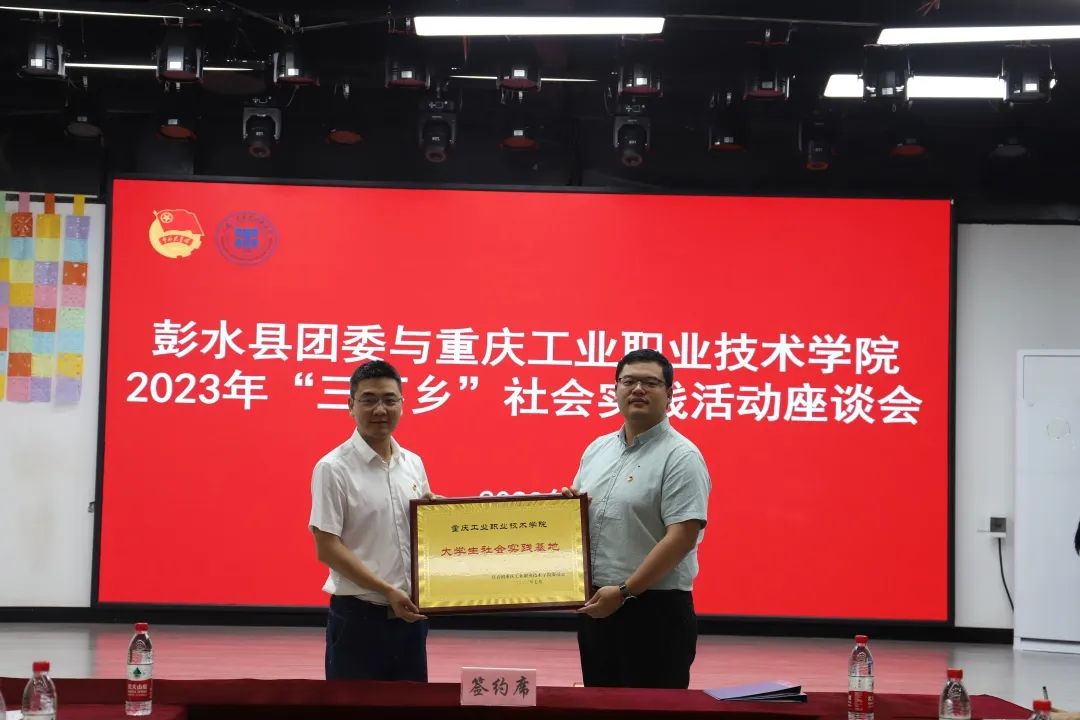 彭水县团委与重庆工业职业技术学院
2023年“三下乡”社会实践活动座谈会
重庆工业职业技术学院
大学生社会实践基地
签约席